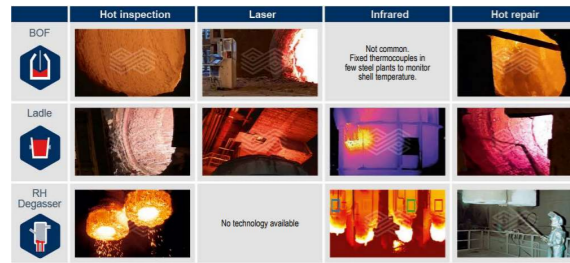 Hot inspection
Laser
Infrared
Hot repair
BOF
Not common.
Fixed thermocouples in
few steel plants to monitor
shell temperature.
Ladle
RH
Degasser
No technology available